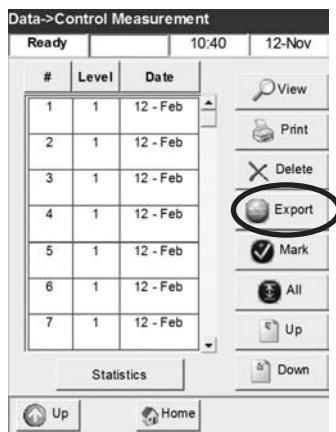 Data->Control Measurement
Ready 10:40 12-Nov
# Level Date
1 1 12 - Feb
2 1 12 - Feb
3 1 12 - Feb
4 1 12 - Feb
5 1 12 - Feb
6 1 12 - Feb
7 1 12 - Feb
View
Print
Delete
Export
Mark
All
Up
Down
Statistics
Up Home